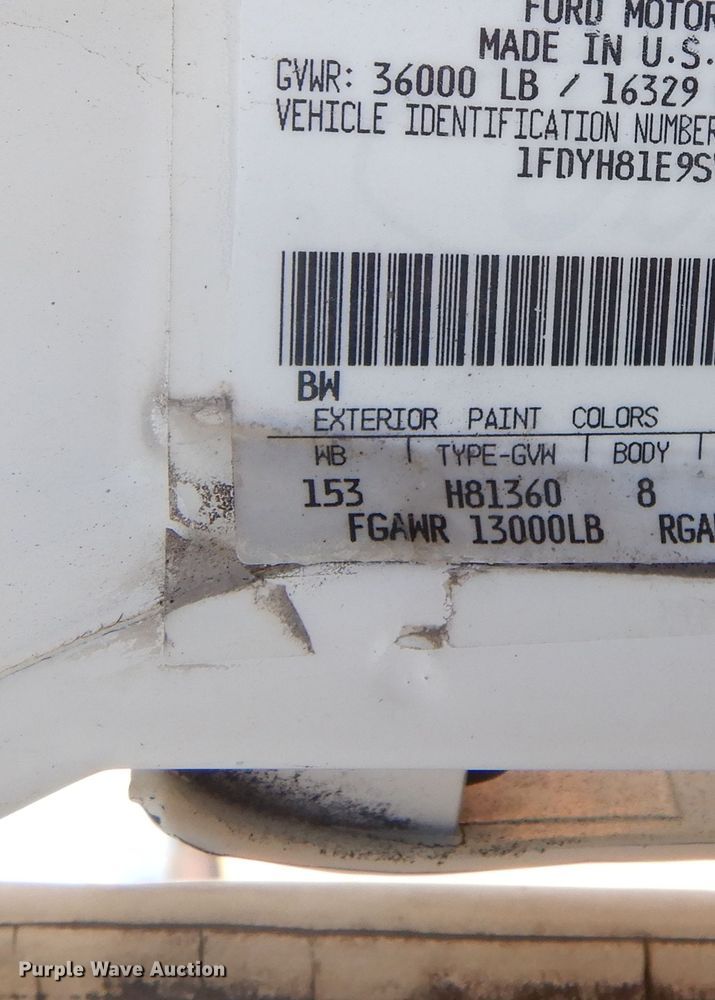 FORD MOTOR
MADE IN U.S.
GVWR: 36000 LB / 16329
VEHICLE IDENTIFICATION NUMBER
1FDYH81E9S
BW
EXTERIOR PAINT COLORS
WB TYPE-GVW BODY
153 H81360 8
FGAWR 13000LB RGA
Purple Wave Auction